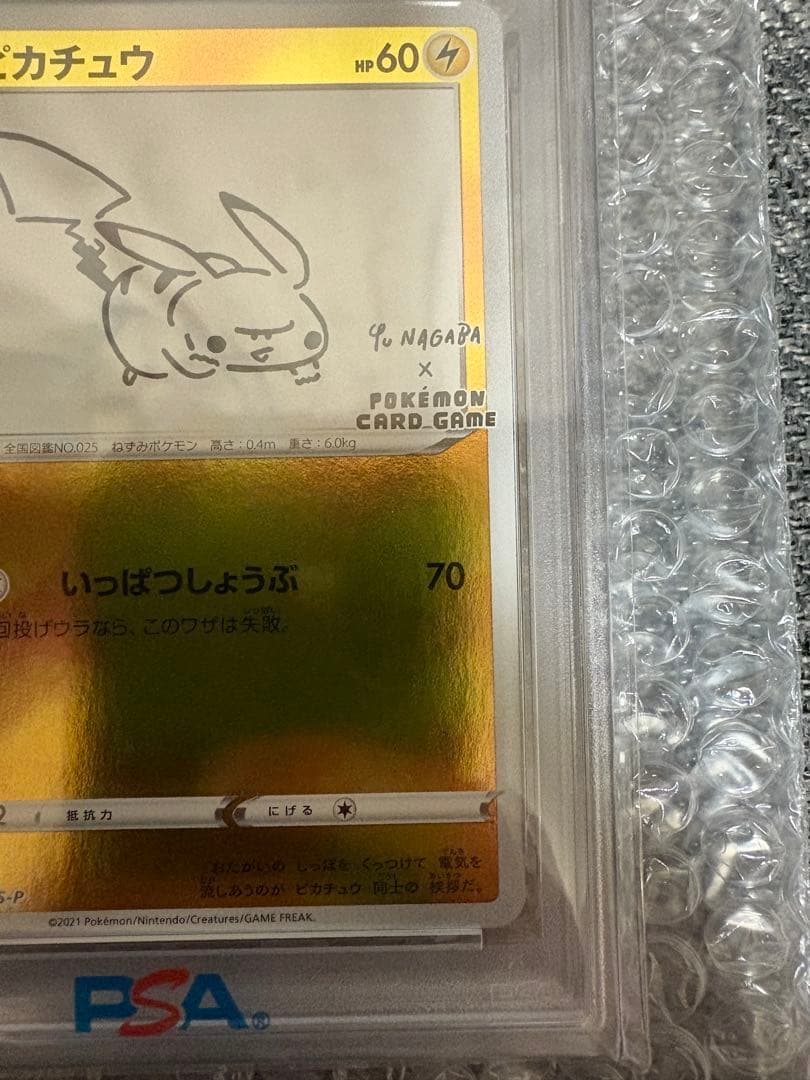 ピカチュウ HP60
YU NAGABA
×
POKÉMON
CARD GAME
全国図鑑NO.025 ねずみポケモン 高さ:0.4m 重さ:6.0kg
いっぱつしょうぶ 70
回投げウラなら、このワザは失敗。
抵抗力 にげる
おたがいの しっぽを くっつけて 電気を
流しあうのが ピカチュウ 同士の 挨拶だ。
S-P
©2021 Pokémon/Nintendo/Creatures/GAME FREAK.
PSA®